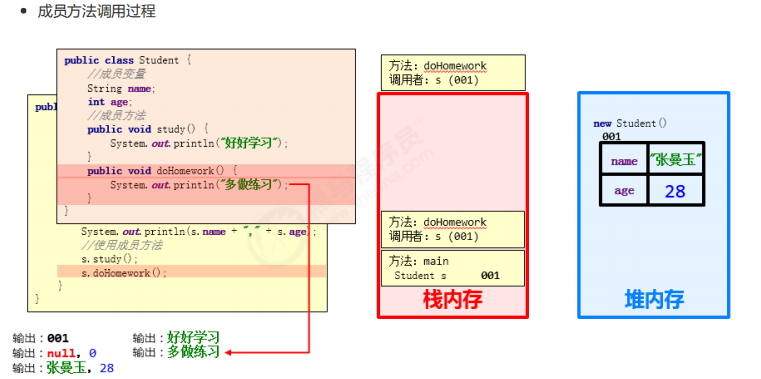 成员方法调用过程
public class Student {
//成员变量
String name;
int age;
//成员方法
public void study() {
System.out.println("好好学习");
}
public void doHomework() {
System.out.println("多做练习");
}
}
publ
System.out.println(s.name + "," + s.age);
//使用成员方法
s.study();
s.doHomework();
}
}
输出：001
输出：null，0
输出：张曼玉，28
输出：好好学习
输出：多做练习
方法：doHomework
调用者：s (001)
方法：doHomework
调用者：s (001)
方法：main
Student s 001
栈内存
new Student()
001
name "张曼玉"
age 28
堆内存